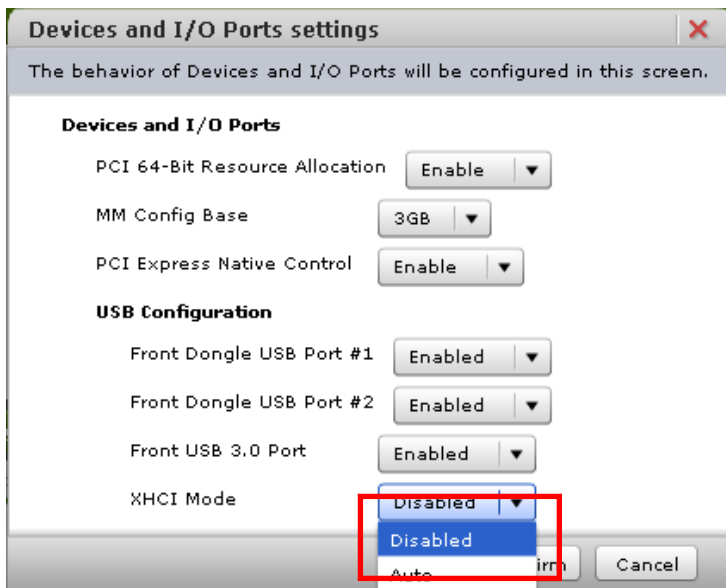 Devices and I/O Ports settings
The behavior of Devices and I/O Ports will be configured in this screen.
Devices and I/O Ports
PCI 64-Bit Resource Allocation Enable
MM Config Base 3GB
PCI Express Native Control Enable
USB Configuration
Front Dongle USB Port #1 Enabled
Front Dongle USB Port #2 Enabled
Front USB 3.0 Port Enabled
XHCI Mode Disabled
Disabled
Auto
Cancel